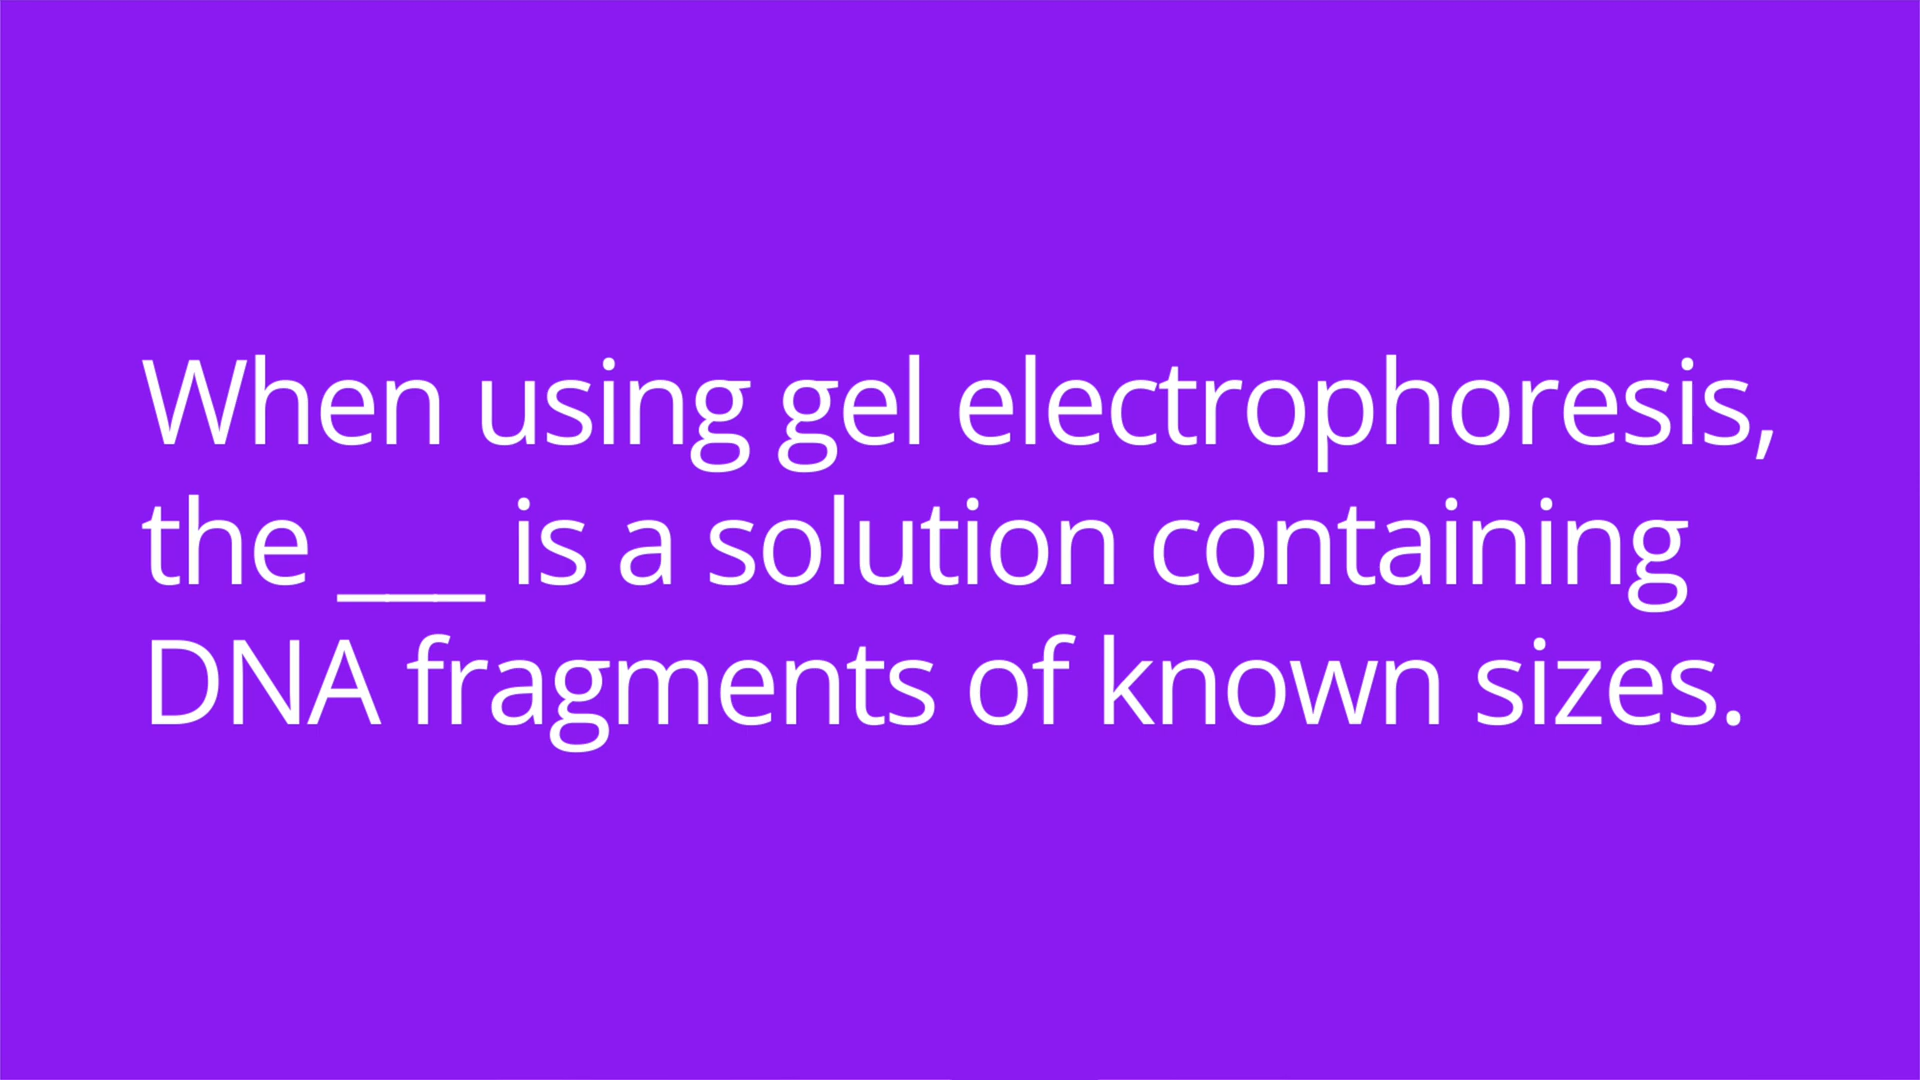 When using gel electrophoresis,
the ___ is a solution containing
DNA fragments of known sizes.